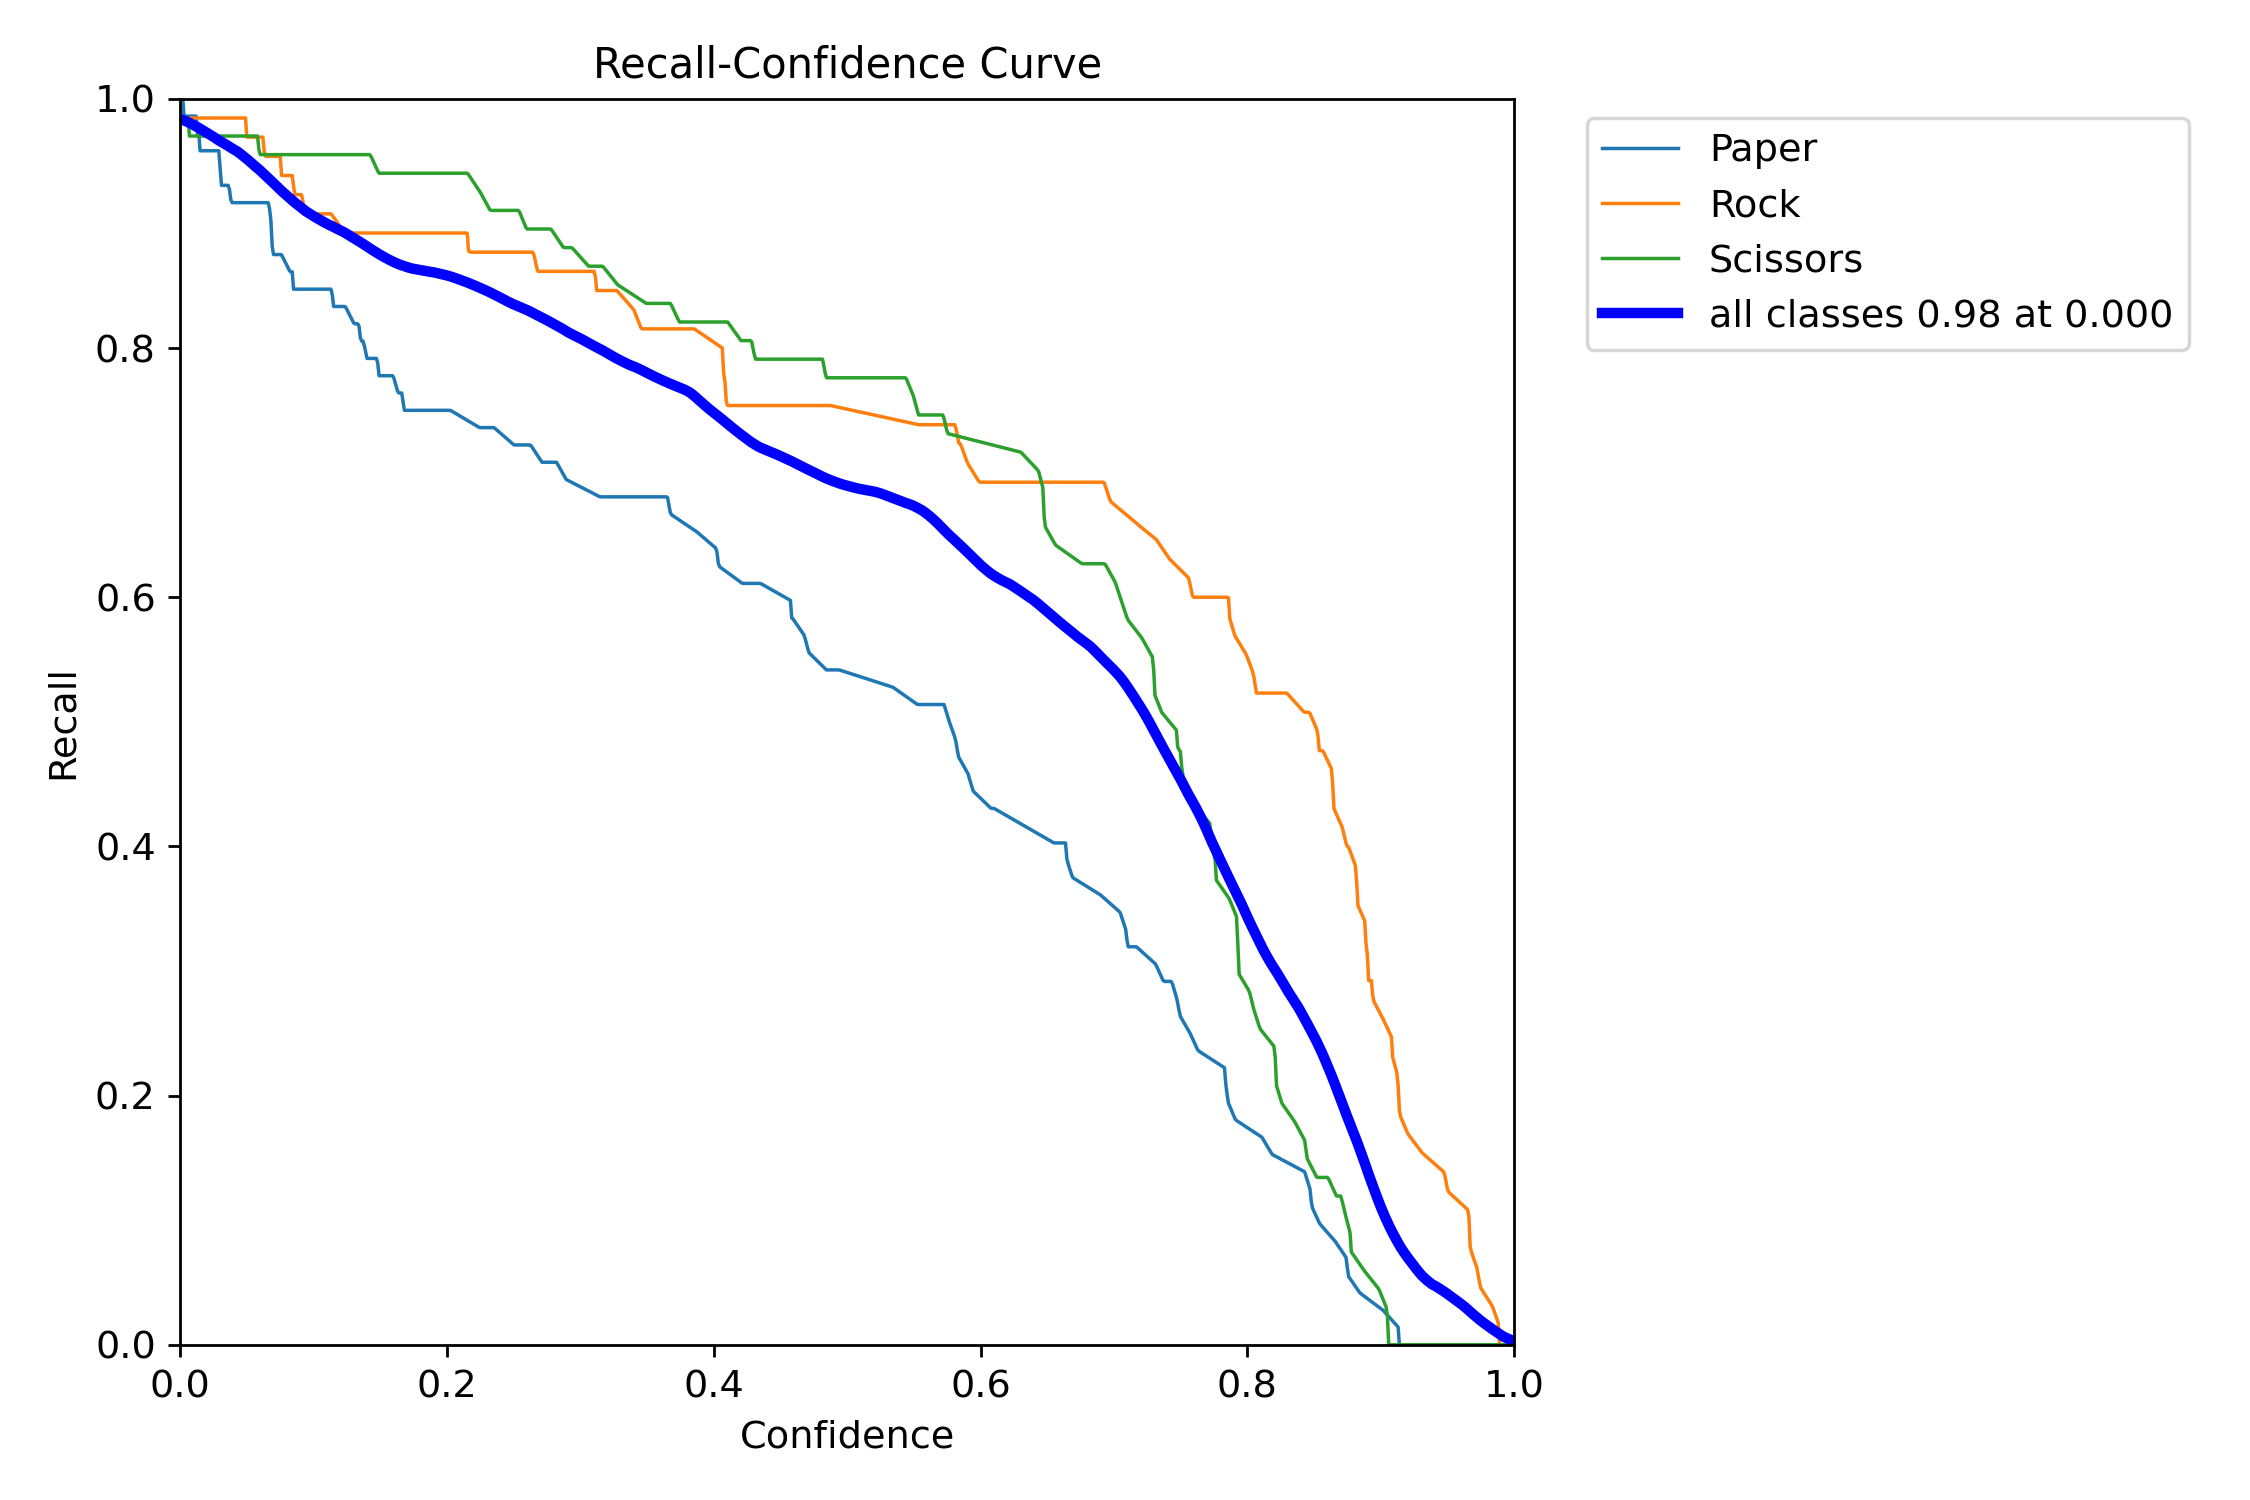 Recall-Confidence Curve
1.0
0.8
0.6
0.4
0.2
0.0
Recall
0.0 0.2 0.4 0.6 0.8 1.0
Confidence
Paper
Rock
Scissors
all classes 0.98 at 0.000